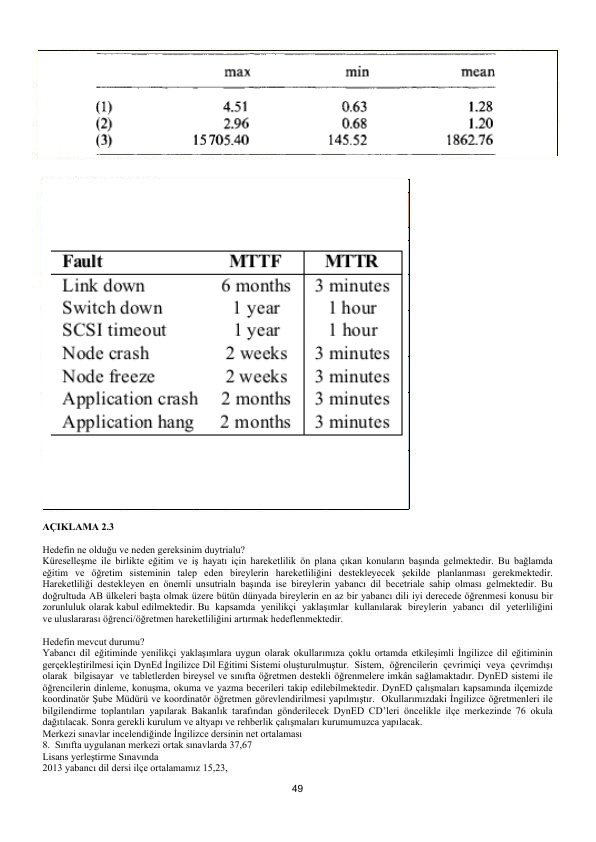 max min mean
(1) 4.51 0.63 1.28
(2) 2.96 0.68 1.20
(3) 15705.40 145.52 1862.76
Fault MTTF MTTR
Link down 6 months 3 minutes
Switch down 1 year 1 hour
SCSI timeout 1 year 1 hour
Node crash 2 weeks 3 minutes
Node freeze 2 weeks 3 minutes
Application crash 2 months 3 minutes
Application hang 2 months 3 minutes
AÇIKLAMA 2.3
Hedefin ne olduğu ve neden gereksinim duytrialu?
Küreselleşme ile birlikte eğitim ve iş hayatı için hareketlilik ön plana çıkan konuların başında gelmektedir. Bu bağlamda
eğitim ve öğretim sisteminin talep eden bireylerin hareketliliğini destekleyecek şekilde planlanması gerekmektedir.
Hareketliliği destekleyen en önemli unsutrialn başında ise bireylerin yabancı dil becetriale sahip olması gelmektedir. Bu
doğrultuda AB ülkeleri başta olmak üzere bütün dünyada bireylerin en az bir yabancı dili iyi derecede öğrenmesi konusu bir
zorunluluk olarak kabul edilmektedir. Bu kapsamda yenilikçi yaklaşımlar kullanılarak bireylerin yabancı dil yeterliliğini
ve uluslararası öğrenci/öğretmen hareketliliğini artırmak hedeflenmektedir.
Hedefin mevcut durumu?
Yabancı dil eğitiminde yenilikçi yaklaşımlara uygun olarak okullarımıza çoklu ortamda etkileşimli İngilizce dil eğitiminin
gerçekleştirilmesi için DynEd İngilizce Dil Eğitimi Sistemi oluşturulmuştur. Sistem, öğrencilerin çevrimiçi veya çevrimdışı
olarak bilgisayar ve tabletlerden bireysel ve sınıfta öğretmen destekli öğrenmelere imkân sağlamaktadır. DynED sistemi ile
öğrencilerin dinleme, konuşma, okuma ve yazma becerileri takip edilebilmektedir. DynED çalışmaları kapsamında ilçemizde
koordinatör Şube Müdürü ve koordinatör öğretmen görevlendirilmesi yapılmıştır. Okullarımızdaki İngilizce öğretmenleri ile
bilgilendirme toplantıları yapılarak Bakanlık tarafından gönderilecek DynED CD’leri öncelikle ilçe merkezinde 76 okula
dağıtılacak. Sonra gerekli kurulum ve altyapı ve rehberlik çalışmaları kurumumuzca yapılacak.
Merkezi sınavlar incelendiğinde İngilizce dersinin net ortalaması
8. Sınıfta uygulanan merkezi ortak sınavlarda 37,67
Lisans yerleştirme Sınavında
2013 yabancı dil dersi ilçe ortalamamız 15,23,
49